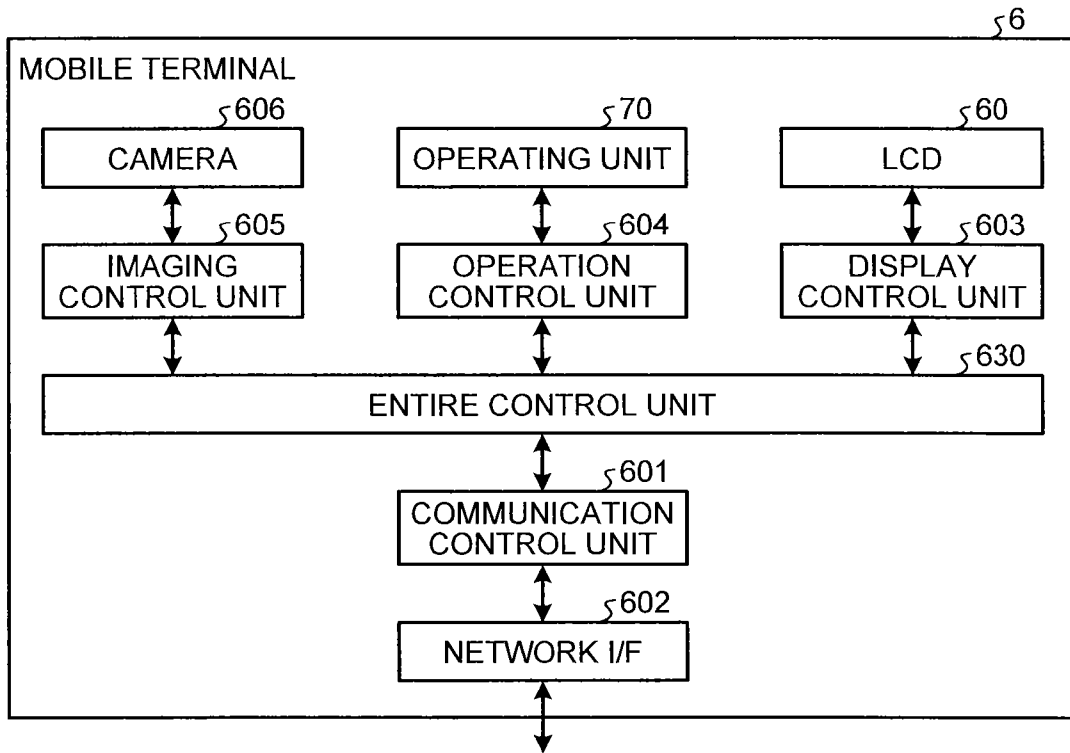 6
MOBILE TERMINAL
606
70
60
CAMERA
OPERATING UNIT
LCD
605
604
603
IMAGING
CONTROL UNIT
OPERATION
CONTROL UNIT
DISPLAY
CONTROL UNIT
630
ENTIRE CONTROL UNIT
601
COMMUNICATION
CONTROL UNIT
602
NETWORK I/F